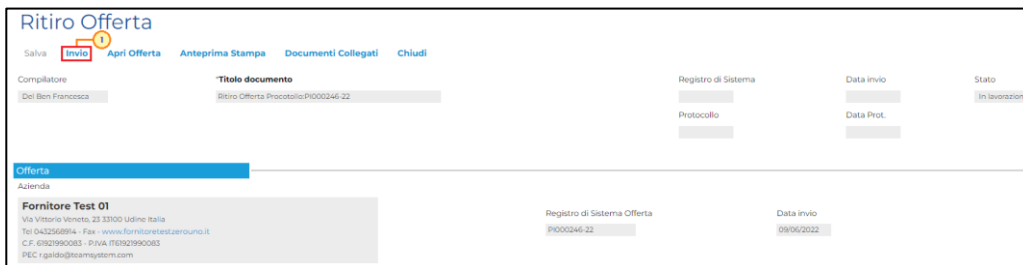 Ritiro Offerta
1
Salva Invio Apri Offerta Anteprima Stampa Documenti Collegati Chiudi
Compilatore *Titolo documento Registro di Sistema Data invio Stato
Del Ben Francesca Ritiro Offerta Procotollo:PI000246-22 In lavorazion
Protocollo Data Prot.
Offerta
Azienda
Fornitore Test 01
Via Vittorio Veneto, 23 33100 Udine Italia
Registro di Sistema Offerta Data invio
Tel 0432568914 - Fax - www.fornitoretestzerouno.it
PI000246-22 09/06/2022
C.F. 61921990083 - P.IVA IT61921990083
PEC r.galdo@teamsystem.com